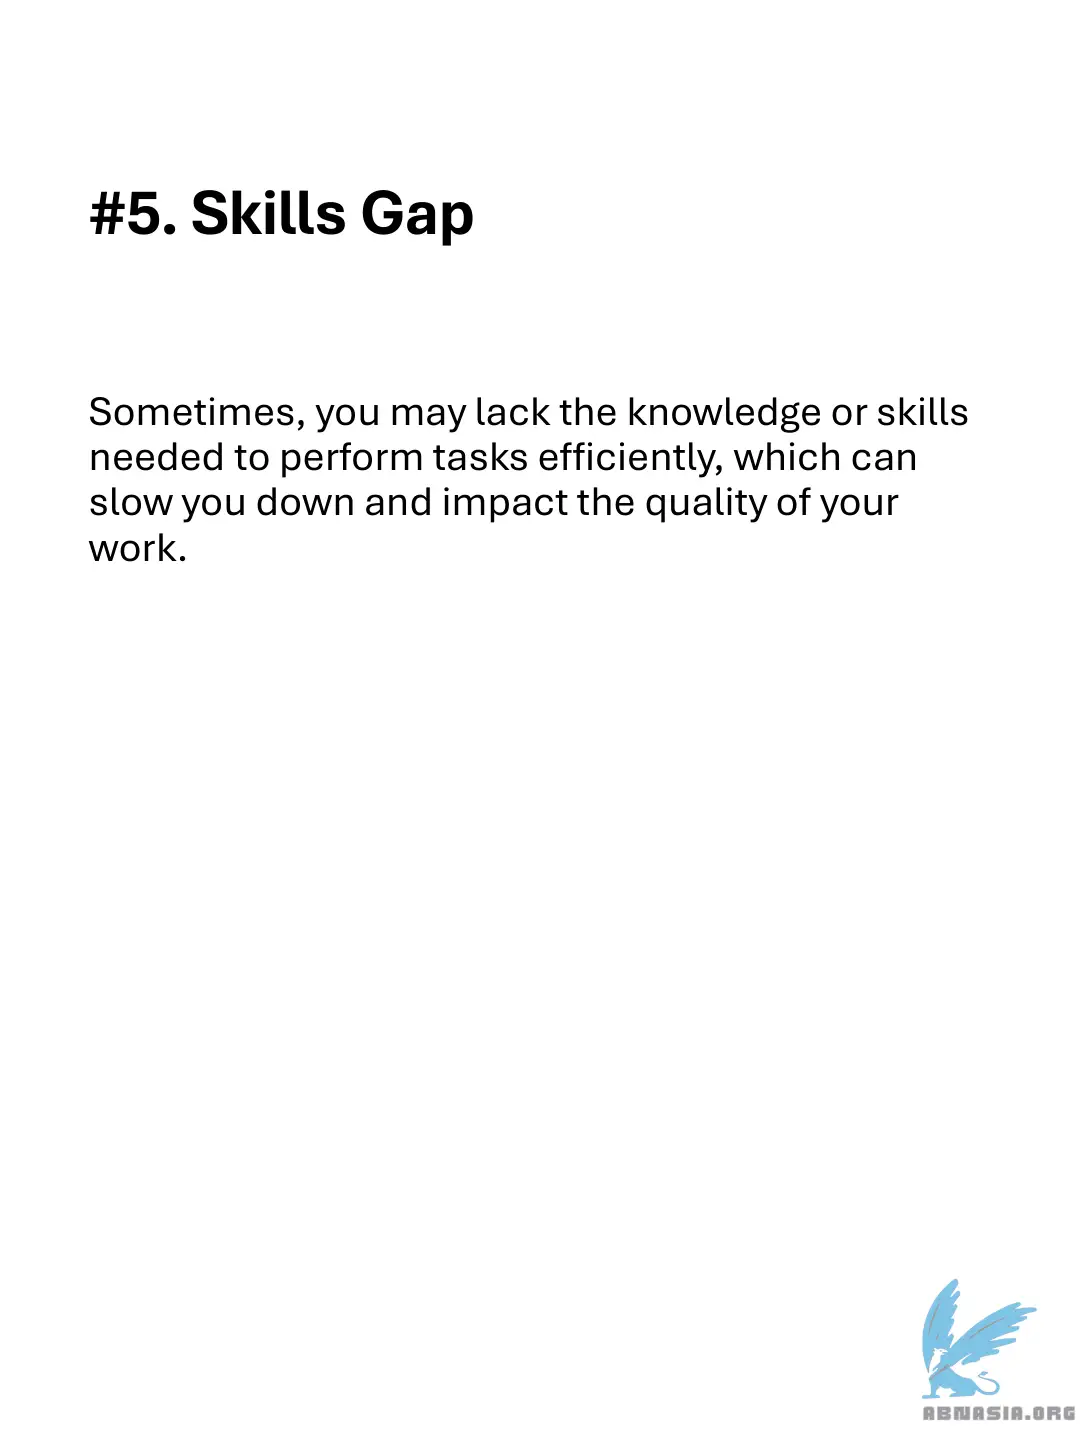 #5. Skills Gap
Sometimes, you may lack the knowledge or skills
needed to perform tasks efficiently, which can
slow you down and impact the quality of your
work.
ABNASIA.ORG